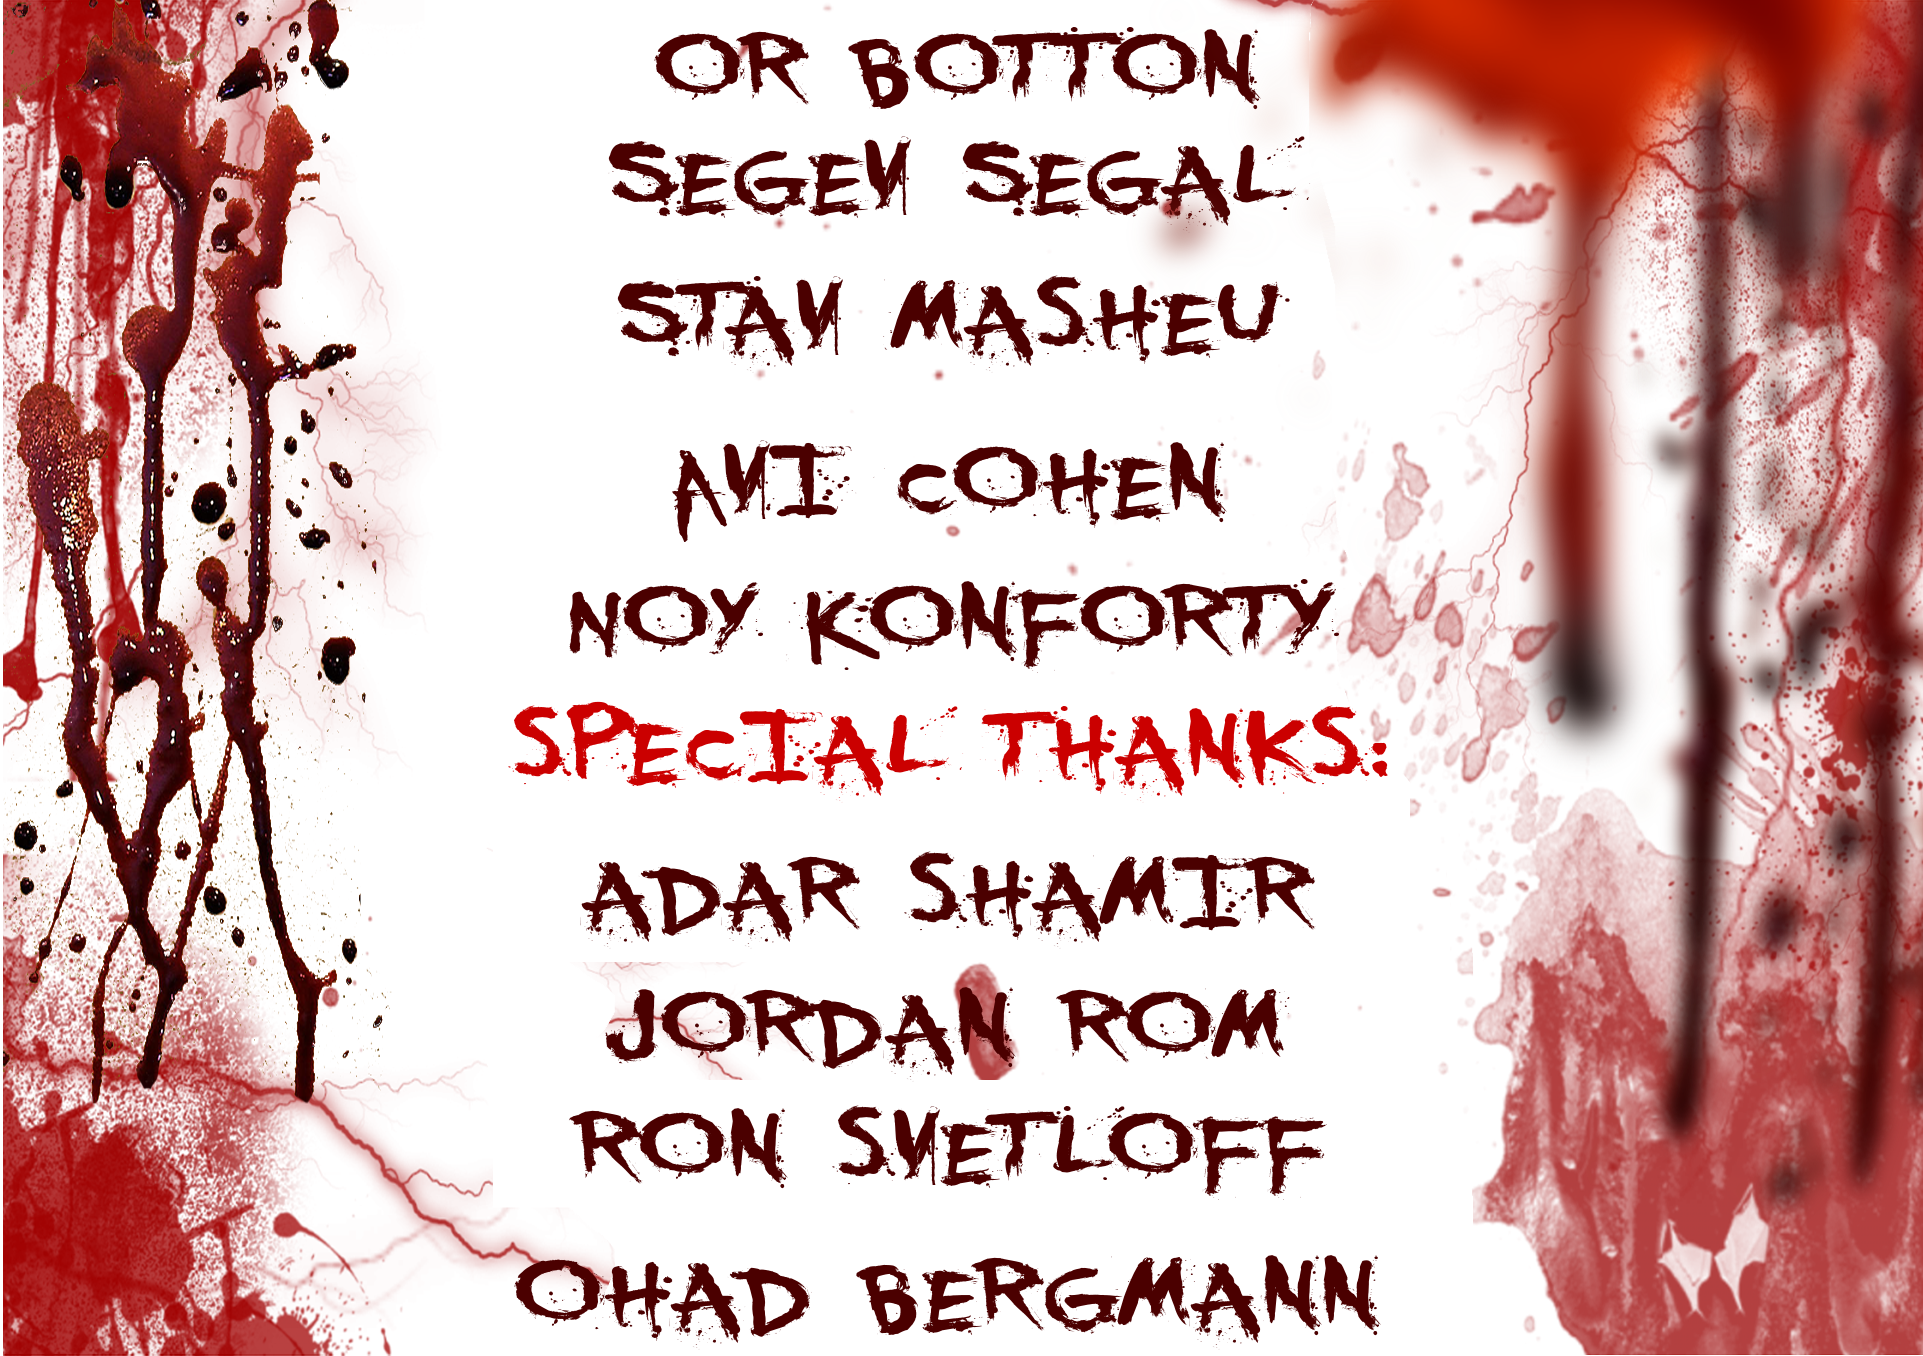 OR BOTTON
SEGEV SEGAL
STAV MASHEU
AVI COHEN
NOY KONFORTY
SPECIAL THANKS:
ADAR SHAMIR
JORDAN ROM
RON SVETLOFF
OHAD BERGMANN